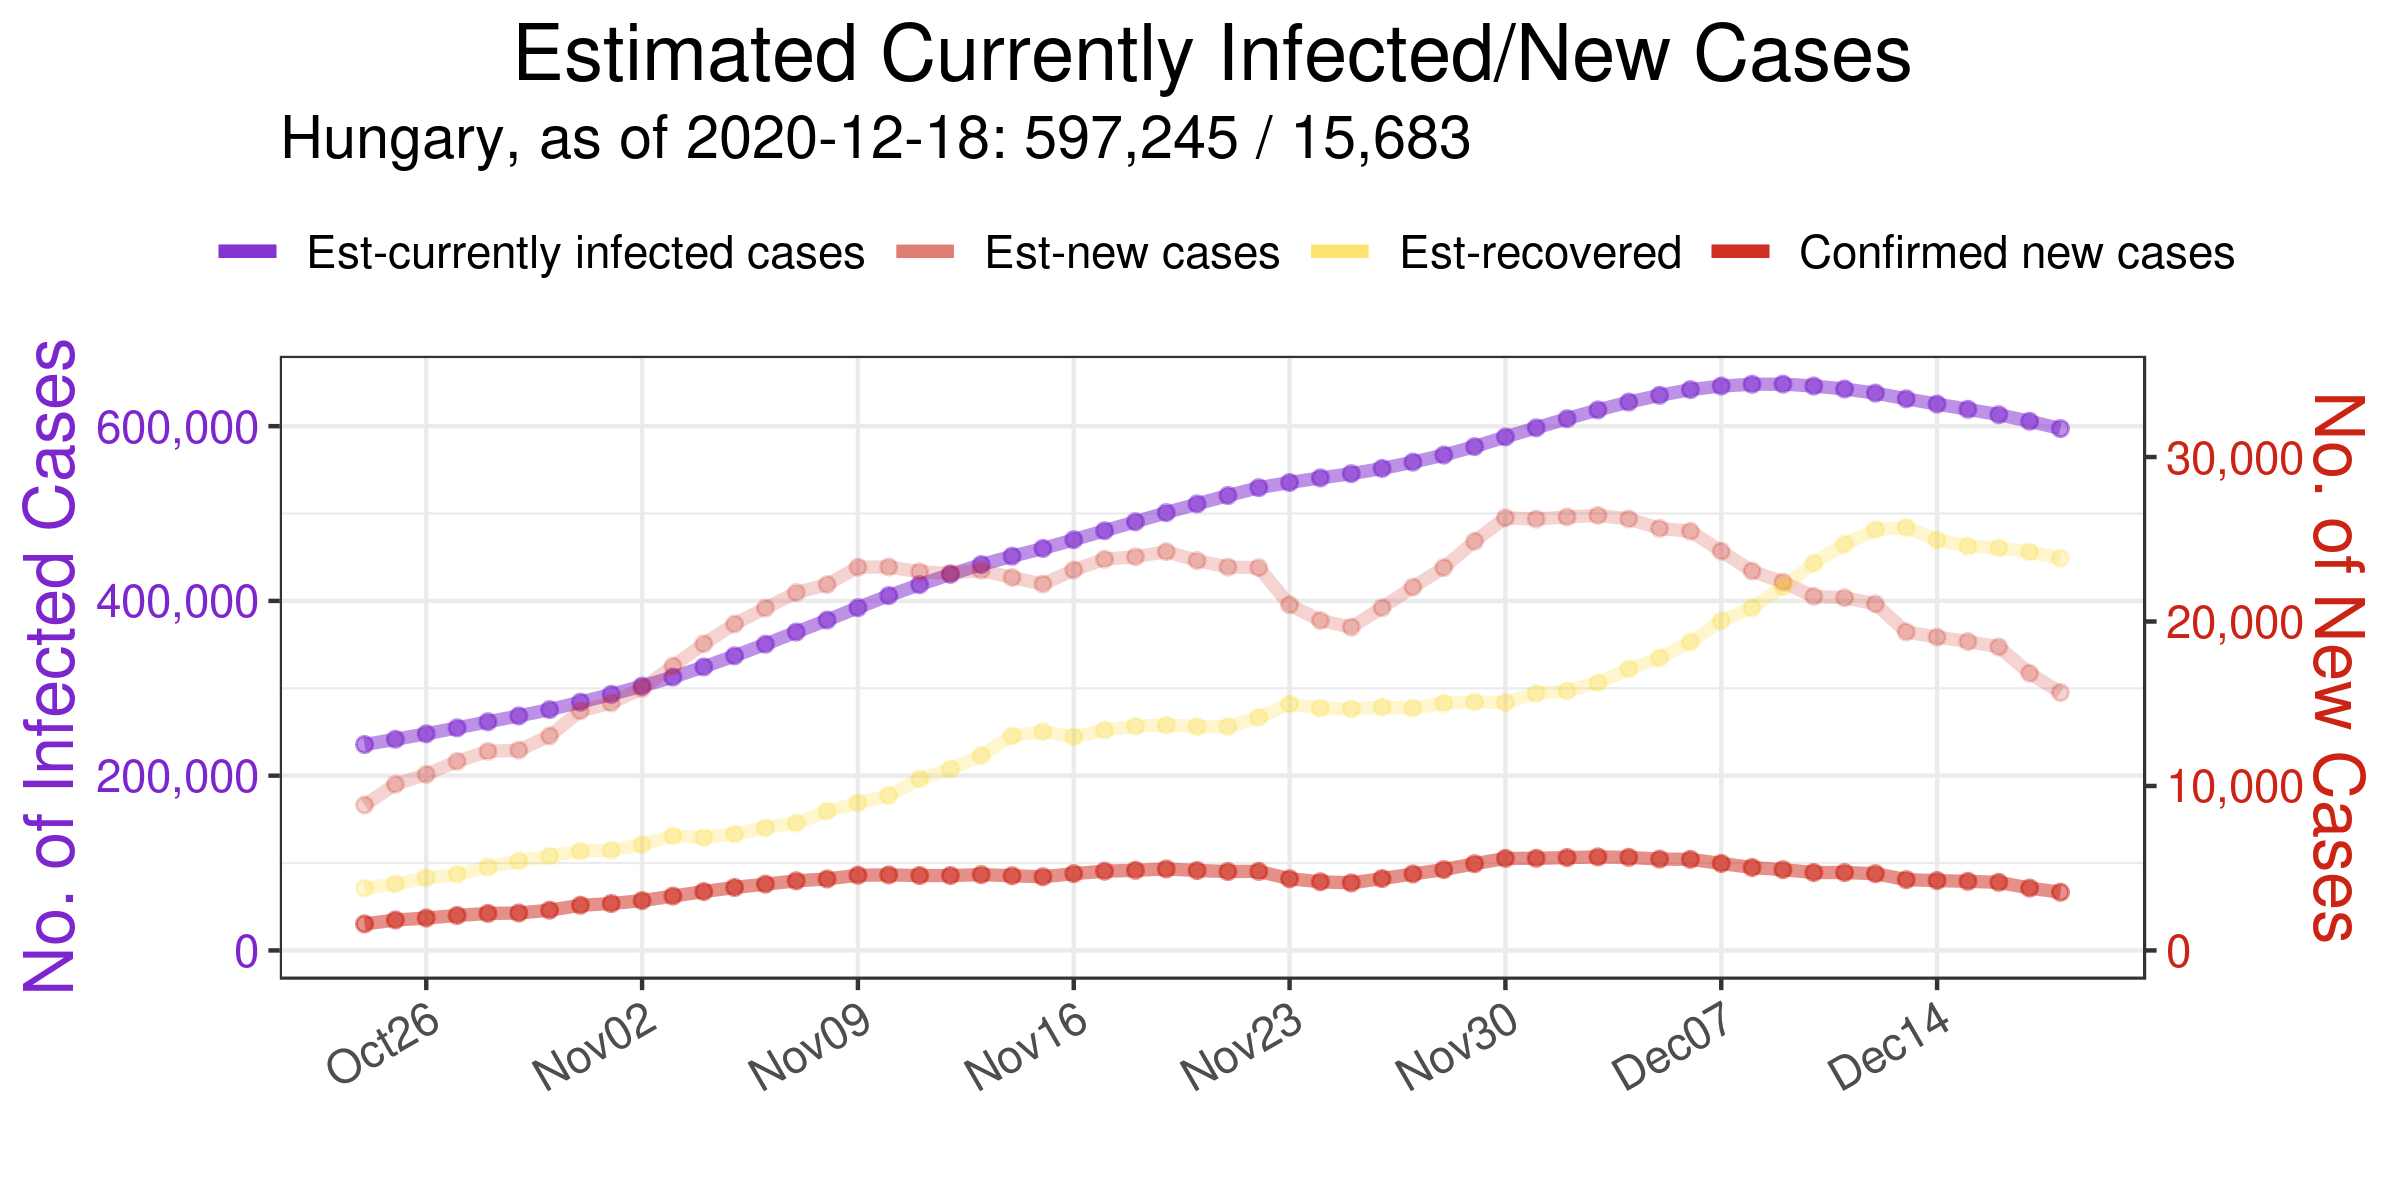 Estimated Currently Infected/New Cases
Hungary, as of 2020-12-18: 597,245 / 15,683
Est-currently infected cases Est-new cases Est-recovered Confirmed new cases
No. of Infected Cases
600,000
400,000
200,000
0
No. of New Cases
30,000
20,000
10,000
0
Oct26 Nov02 Nov09 Nov16 Nov23 Nov30 Dec07 Dec14